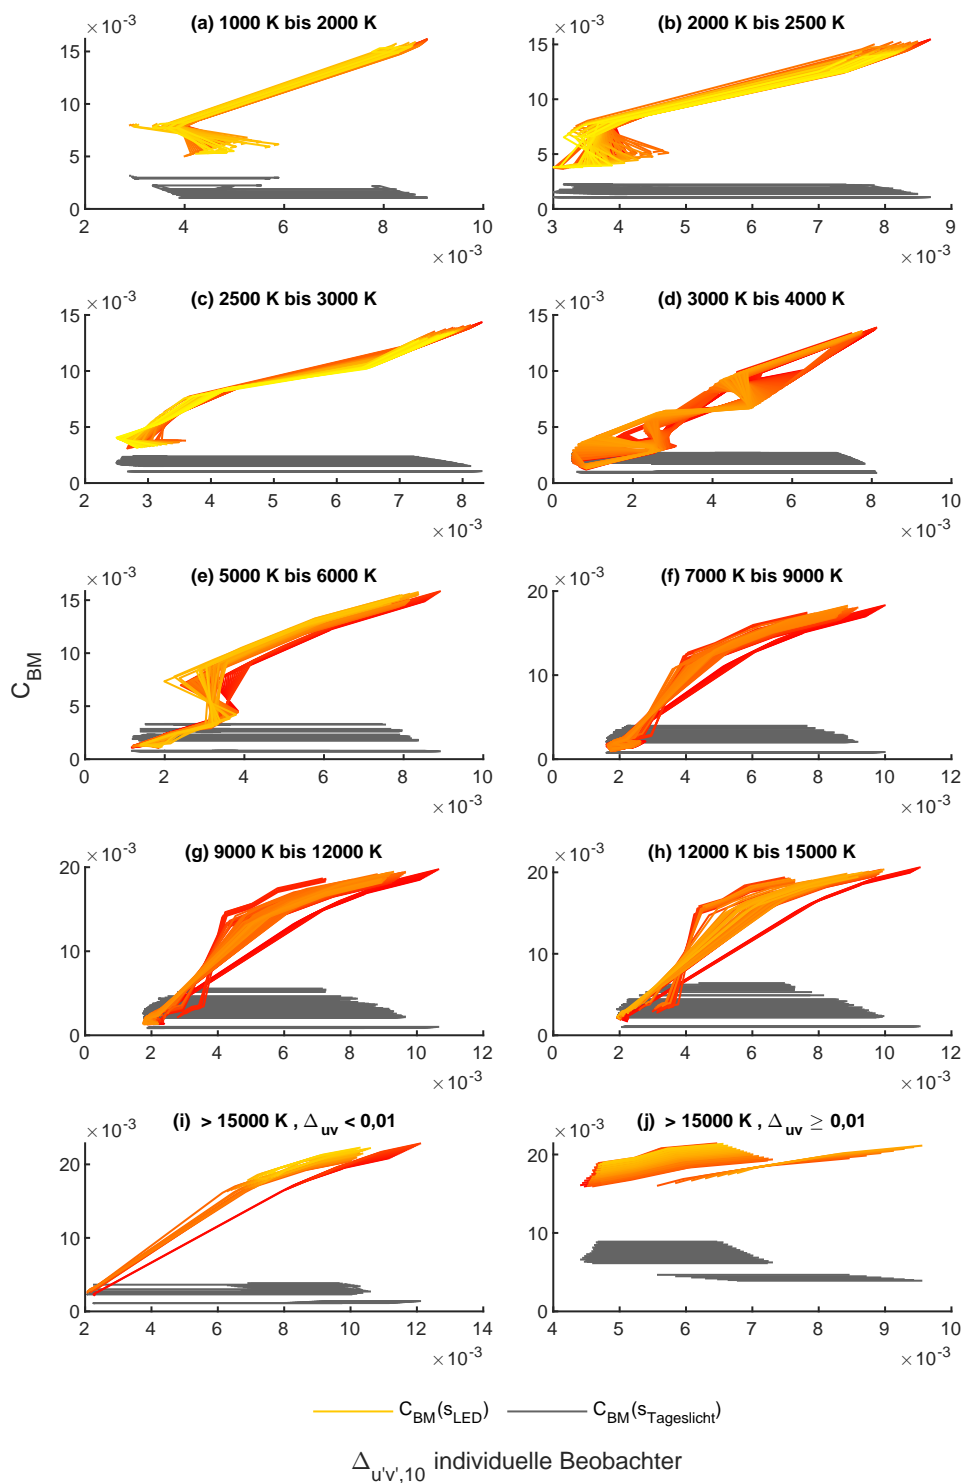 (a) 1000 K bis 2000 K
×10⁻³
15
10
5
0
2 4 6 8 10
×10⁻³
(b) 2000 K bis 2500 K
×10⁻³
15
10
5
0
3 4 5 6 7 8 9
×10⁻³
(c) 2500 K bis 3000 K
×10⁻³
15
10
5
0
2 3 4 5 6 7 8
×10⁻³
(d) 3000 K bis 4000 K
×10⁻³
15
10
5
0
0 2 4 6 8 10
×10⁻³
(e) 5000 K bis 6000 K
×10⁻³
15
10
5
0
0 2 4 6 8 10
×10⁻³
(f) 7000 K bis 9000 K
×10⁻³
20
10
0
0 2 4 6 8 10 12
×10⁻³
C_BM
(g) 9000 K bis 12000 K
×10⁻³
20
10
0
0 2 4 6 8 10 12
×10⁻³
(h) 12000 K bis 15000 K
×10⁻³
20
10
0
0 2 4 6 8 10 12
×10⁻³
(i) > 15000 K , Δ_uv < 0,01
×10⁻³
20
10
0
2 4 6 8 10 12 14
×10⁻³
(j) > 15000 K , Δ_uv ≥ 0,01
×10⁻³
20
10
0
4 5 6 7 8 9 10
×10⁻³
C_BM(s_LED) C_BM(s_Tageslicht)
Δ_u'v',10 individuelle Beobachter